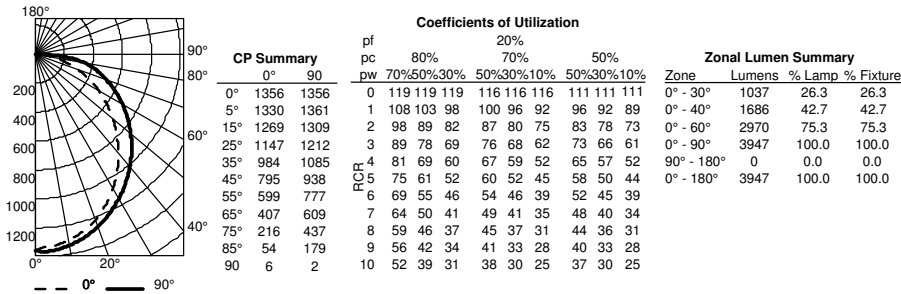 180°
90°
80°
200
400
60°
600
800
1000
40°
1200
0° 20°
0° 90°
CP Summary
0° 90
0° 1356 1356
5° 1330 1361
15° 1269 1309
25° 1147 1212
35° 984 1085
45° 795 938
55° 599 777
65° 407 609
75° 216 437
85° 54 179
90 6 2
Coefficients of Utilization
pf 20%
pc 80% 70% 50%
pw 70%50%30% 50%30%10% 50%30%10%
RCR
0 119 119 119 116 116 116 111 111 111
1 108 103 98 100 96 92 96 92 89
2 98 89 82 87 80 75 83 78 73
3 89 78 69 76 68 62 73 66 61
4 81 69 60 67 59 52 65 57 52
5 75 61 52 60 52 45 58 50 44
6 69 55 46 54 46 39 52 45 39
7 64 50 41 49 41 35 48 40 34
8 59 46 37 45 37 31 44 36 31
9 56 42 34 41 33 28 40 33 28
10 52 39 31 38 30 25 37 30 25
Zonal Lumen Summary
Zone Lumens % Lamp % Fixture
0° - 30° 1037 26.3 26.3
0° - 40° 1686 42.7 42.7
0° - 60° 2970 75.3 75.3
0° - 90° 3947 100.0 100.0
90° - 180° 0 0.0 0.0
0° - 180° 3947 100.0 100.0